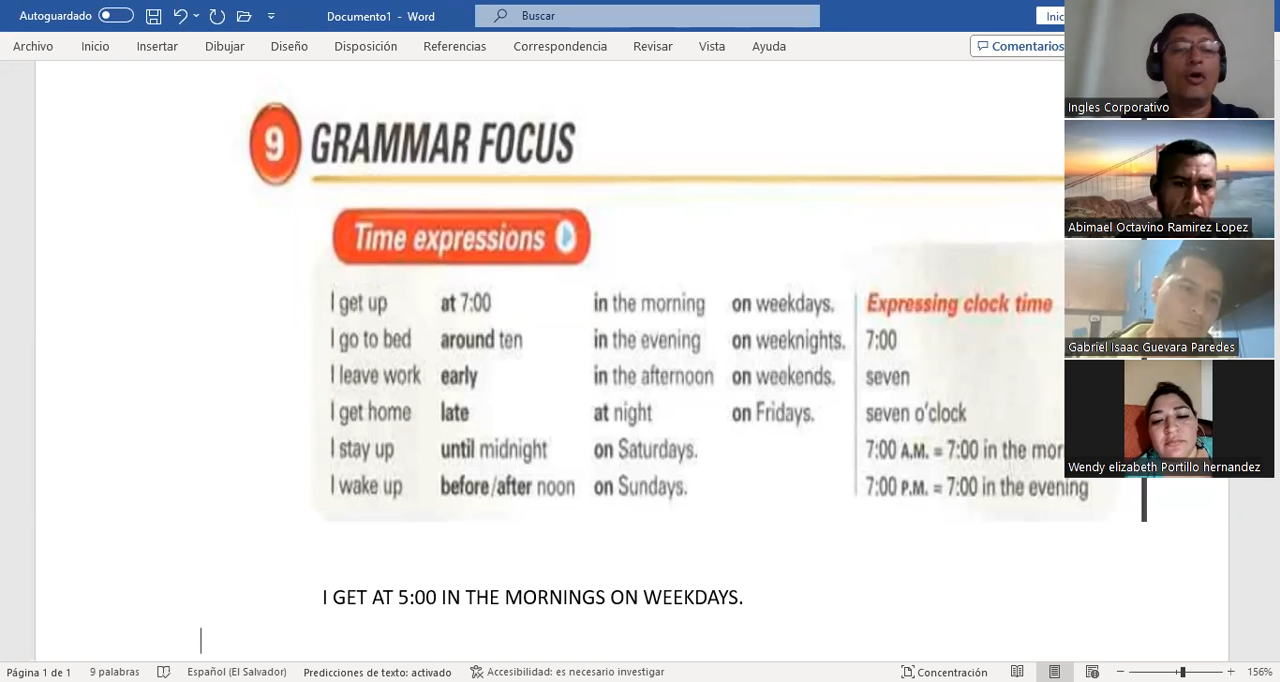 Autoguardado
Documento1 - Word
Buscar
Archivo Inicio Insertar Dibujar Diseño Disposición Referencias Correspondencia Revisar Vista Ayuda
Comentarios
9 GRAMMAR FOCUS
Time expressions
I get up at 7:00 in the morning on weekdays.
I go to bed around ten in the evening on weeknights.
I leave work early in the afternoon on weekends.
I get home late at night on Fridays.
I stay up until midnight on Saturdays.
I wake up before/after noon on Sundays.
Expressing clock time
7:00
seven
seven o'clock
7:00 A.M. = 7:00 in the mor
7:00 P.M. = 7:00 in the evening
I GET AT 5:00 IN THE MORNINGS ON WEEKDAYS.
Ingles Corporativo
Abimael Octavino Ramirez Lopez
Gabriel Isaac Guevara Paredes
Wendy elizabeth Portillo hernandez
Página 1 de 1 9 palabras Español (El Salvador) Predicciones de texto: activado Accesibilidad: es necesario investigar Concentración 156%